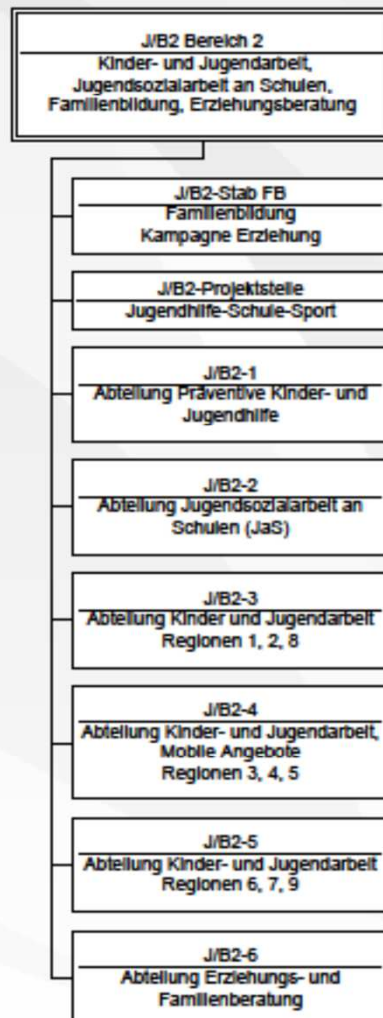 J/B2 Bereich 2
Kinder- und Jugendarbeit,
Jugendsozialarbeit an Schulen,
Familienbildung, Erziehungsberatung
J/B2-Stab FB
Familienbildung
Kampagne Erziehung
J/B2-Projektstelle
Jugendhilfe-Schule-Sport
J/B2-1
Abteilung Präventive Kinder- und
Jugendhilfe
J/B2-2
Abteilung Jugendsozialarbeit an
Schulen (JaS)
J/B2-3
Abteilung Kinder und Jugendarbeit
Regionen 1, 2, 8
J/B2-4
Abteilung Kinder- und Jugendarbeit,
Mobile Angebote
Regionen 3, 4, 5
J/B2-5
Abteilung Kinder- und Jugendarbeit
Regionen 6, 7, 9
J/B2-6
Abteilung Erziehungs- und
Familienberatung